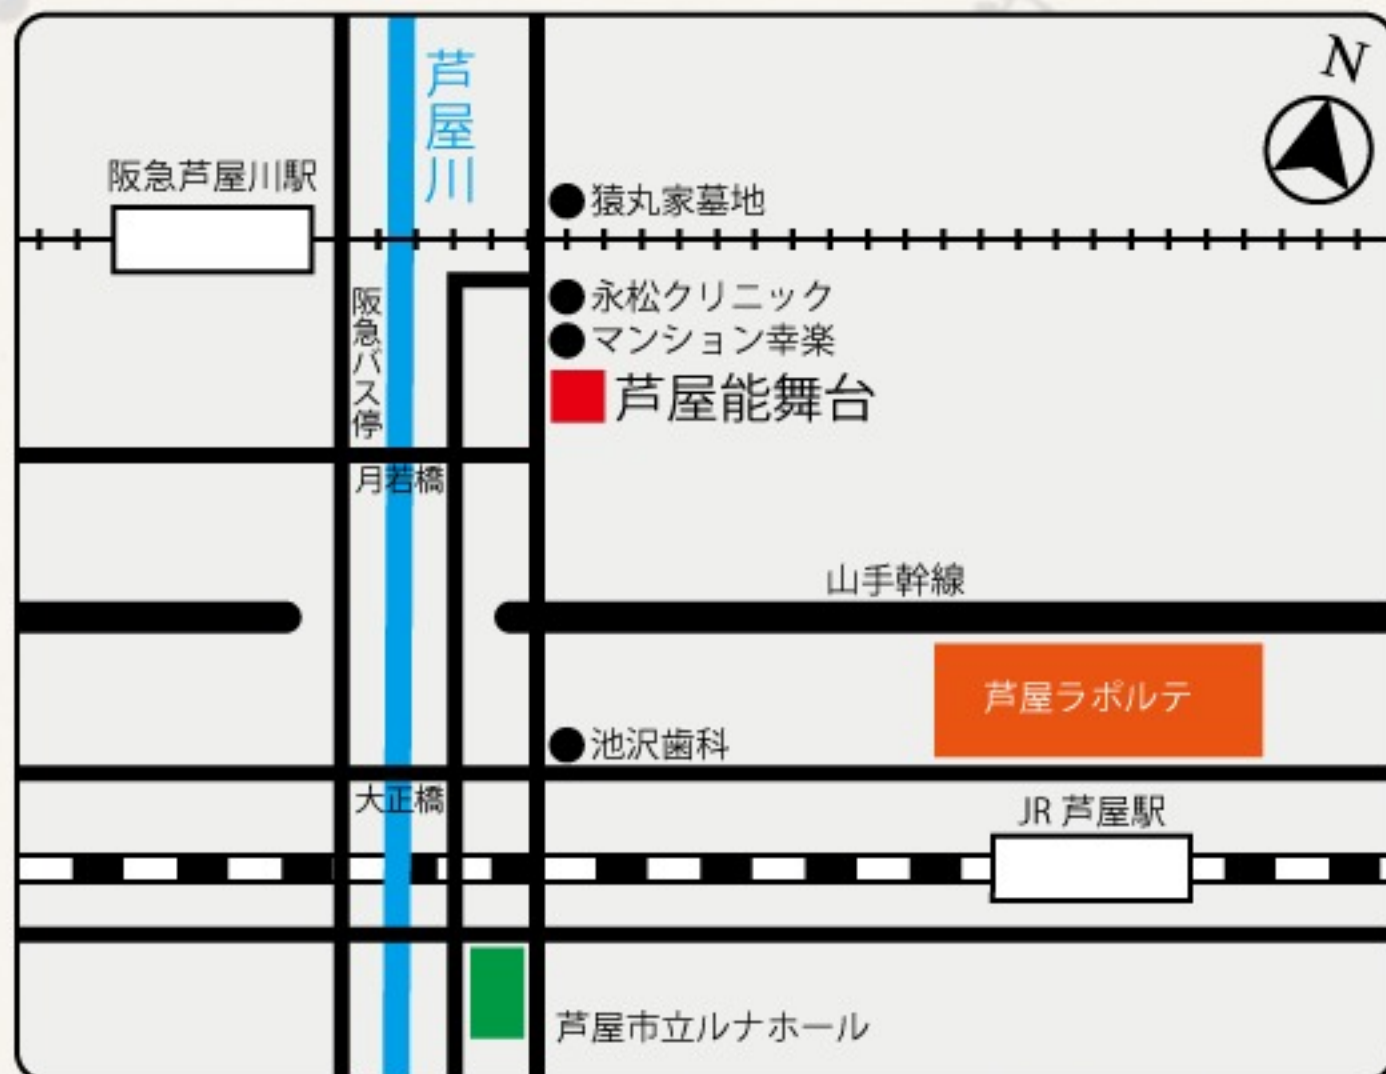 N
芦屋川
阪急芦屋川駅
猿丸家墓地
阪急バス停
永松クリニック
マンション幸楽
芦屋能舞台
月若橋
山手幹線
芦屋ラポルテ
池沢歯科
大正橋
JR 芦屋駅
芦屋市立ルナホール